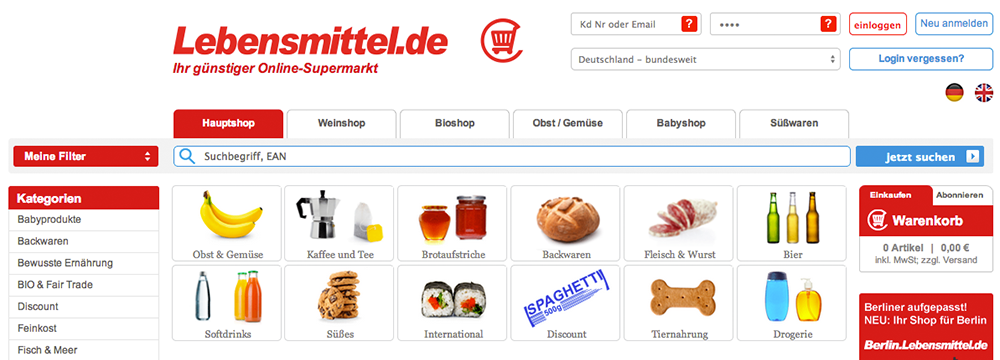 Lebensmittel.de
Ihr günstiger Online-Supermarkt
Kd Nr oder Email
?
••••
?
einloggen
Neu anmelden
Deutschland - bundesweit
Login vergessen?
Hauptshop
Weinshop
Bioshop
Obst / Gemüse
Babyshop
Süßwaren
Meine Filter
Suchbegriff, EAN
Jetzt suchen
Kategorien
Babyprodukte
Backwaren
Bewusste Ernährung
BIO & Fair Trade
Discount
Feinkost
Fisch & Meer
Obst & Gemüse
Kaffee und Tee
Brotaufstriche
Backwaren
Fleisch & Wurst
Bier
Softdrinks
Süßes
International
SPAGHETTI
500g
Discount
Tiernahrung
Drogerie
Einkaufen
Abonnieren
Warenkorb
0 Artikel | 0,00 €
inkl. MwSt; zzgl. Versand
Berliner aufgepasst!
NEU: Ihr Shop für Berlin
Berlin.Lebensmittel.de